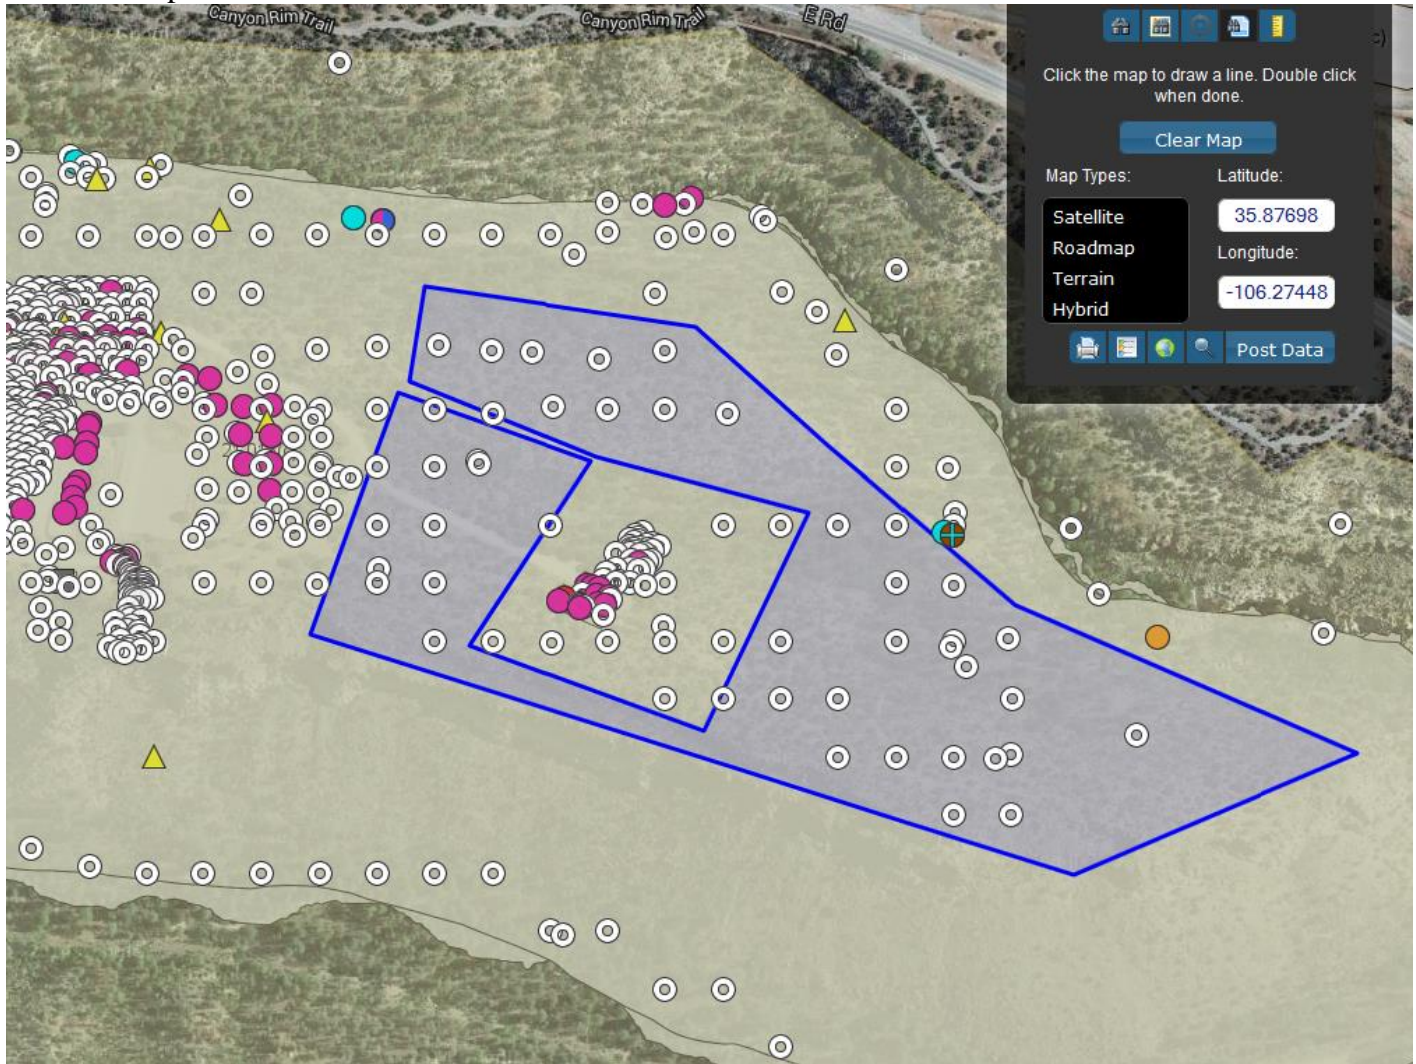 Canyon Rim Trail
Canyon Rim Trail
E Rd
c)
Click the map to draw a line. Double click
when done.
Clear Map
Map Types:
Latitude:
Satellite
Roadmap
Terrain
Hybrid
35.87698
Longitude:
-106.27448
Post Data